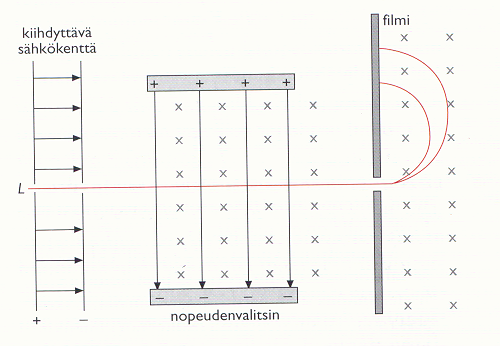 kiihdyttävä
sähkökenttä
filmi
+ + + +
x x
x x
x x x x x x
x x x x x x
x x x x x x
L
x x x x x x
x x x x x x
x x x x x x
x x
− − − −
+ −
nopeudenvalitsin